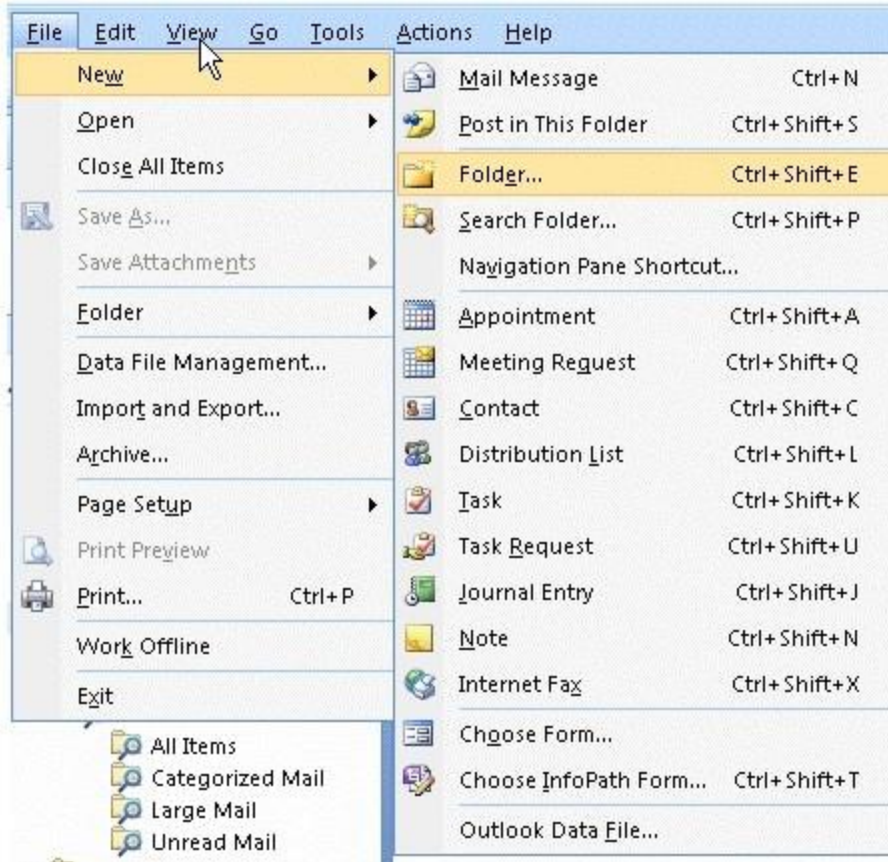 File Edit View Go Tools Actions Help
New
Open
Close All Items
Save As...
Save Attachments
Folder
Data File Management...
Import and Export...
Archive...
Page Setup
Print Preview
Print... Ctrl+P
Work Offline
Exit
All Items
Categorized Mail
Large Mail
Unread Mail
Mail Message Ctrl+N
Post in This Folder Ctrl+Shift+S
Folder... Ctrl+Shift+E
Search Folder... Ctrl+Shift+P
Navigation Pane Shortcut...
Appointment Ctrl+Shift+A
Meeting Request Ctrl+Shift+Q
Contact Ctrl+Shift+C
Distribution List Ctrl+Shift+L
Task Ctrl+Shift+K
Task Request Ctrl+Shift+U
Journal Entry Ctrl+Shift+J
Note Ctrl+Shift+N
Internet Fax Ctrl+Shift+X
Choose Form...
Choose InfoPath Form... Ctrl+Shift+T
Outlook Data File...